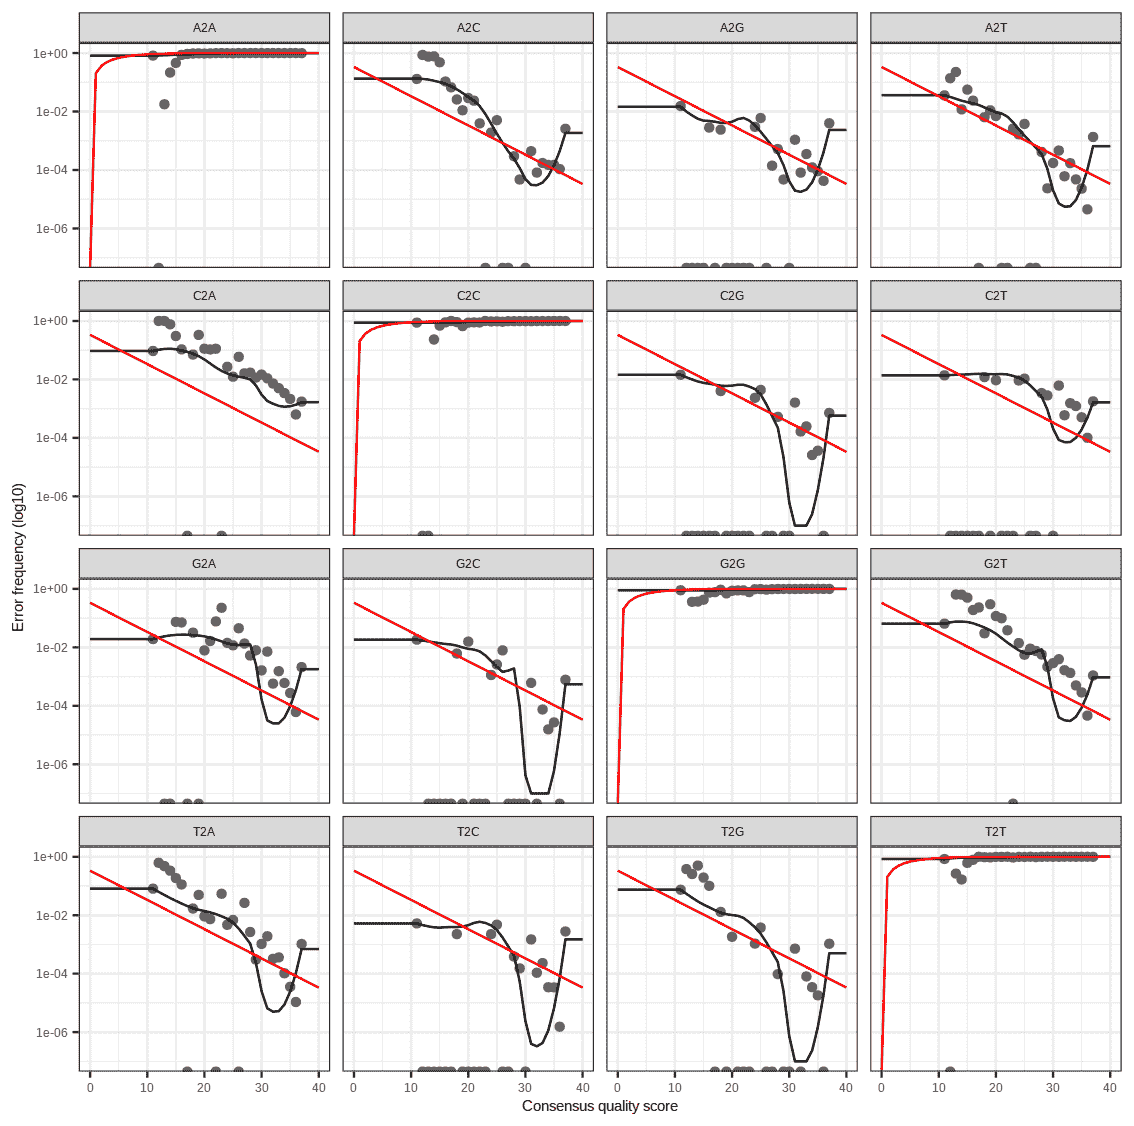 A2A A2C A2G A2T
1e+00
1e-02
1e-04
1e-06
C2A C2C C2G C2T
1e+00
1e-02
1e-04
1e-06
Error frequency (log10)
G2A G2C G2G G2T
1e+00
1e-02
1e-04
1e-06
T2A T2C T2G T2T
1e+00
1e-02
1e-04
1e-06
0 10 20 30 40 0 10 20 30 40 0 10 20 30 40 0 10 20 30 40
Consensus quality score